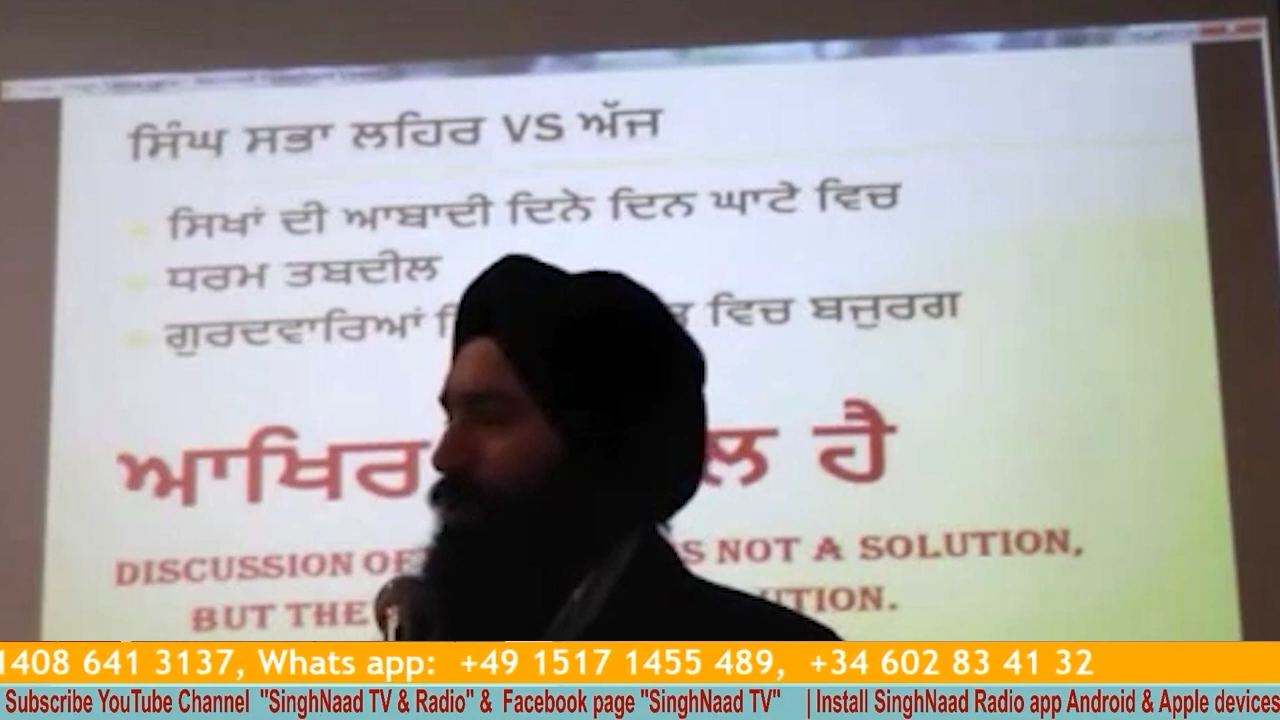 ਸਿੰਘ ਸਭਾ ਲਹਿਰ VS ਅੱਜ
ਸਿਖਾਂ ਦੀ ਆਬਾਦੀ ਦਿਨੇ ਦਿਨ ਘਾਟੇ ਵਿਚ
ਧਰਮ ਤਬਦੀਲ
ਗੁਰਦਵਾਰਿਆਂ ਵਿਚ ਬਜੁਰਗ
ਆਖਿਰ ਹੈ
DISCUSSION OF NOT A SOLUTION,
BUT THE
1408 641 3137, Whats app: +49 1517 1455 489, +34 602 83 41 32
Subscribe YouTube Channel "SinghNaad TV & Radio" & Facebook page "SinghNaad TV" | Install SinghNaad Radio app Android & Apple devices